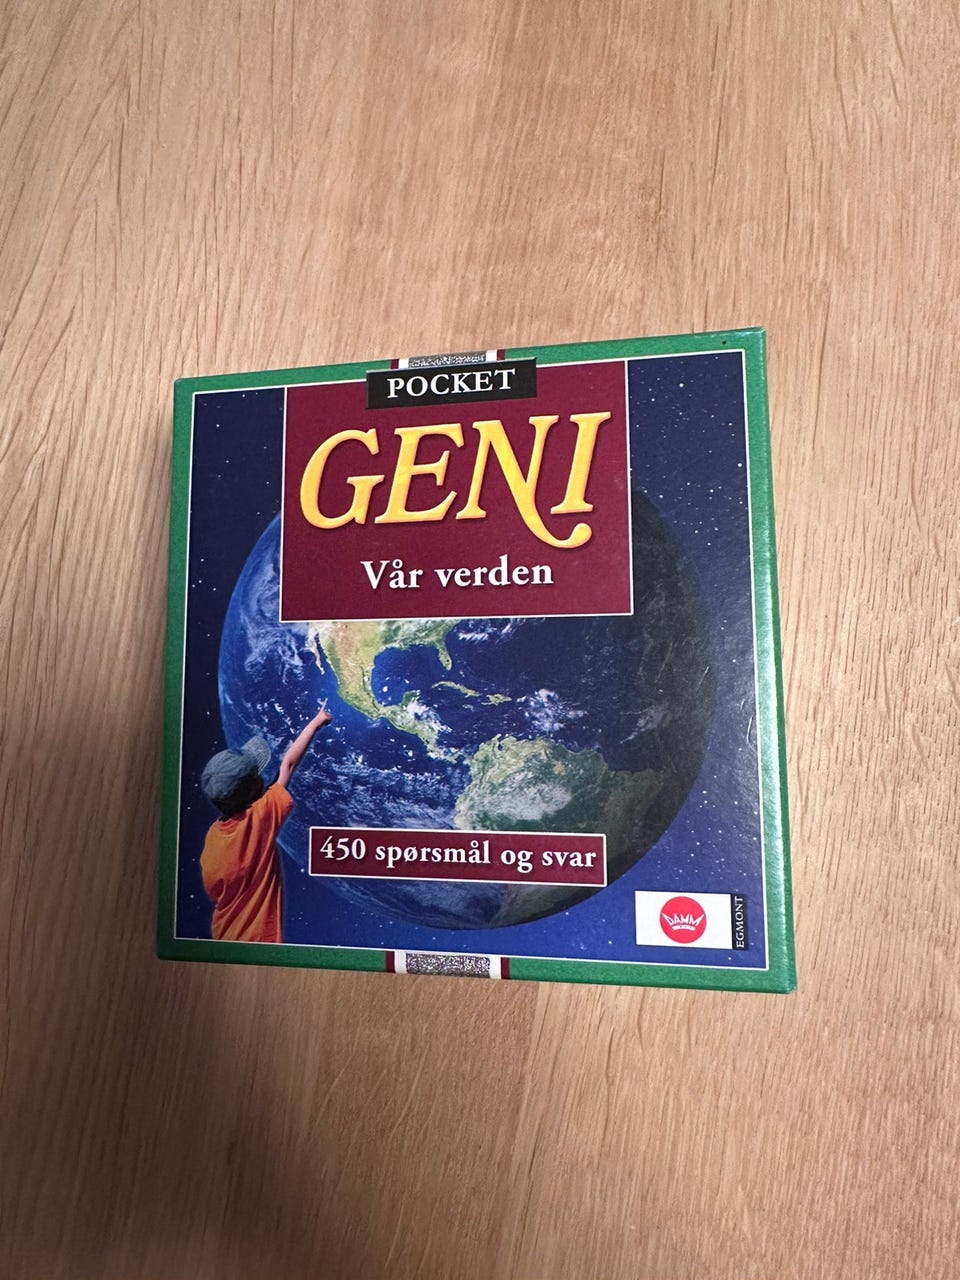 POCKET
GENI
Vår verden
450 spørsmål og svar
DAMM
EGMONT